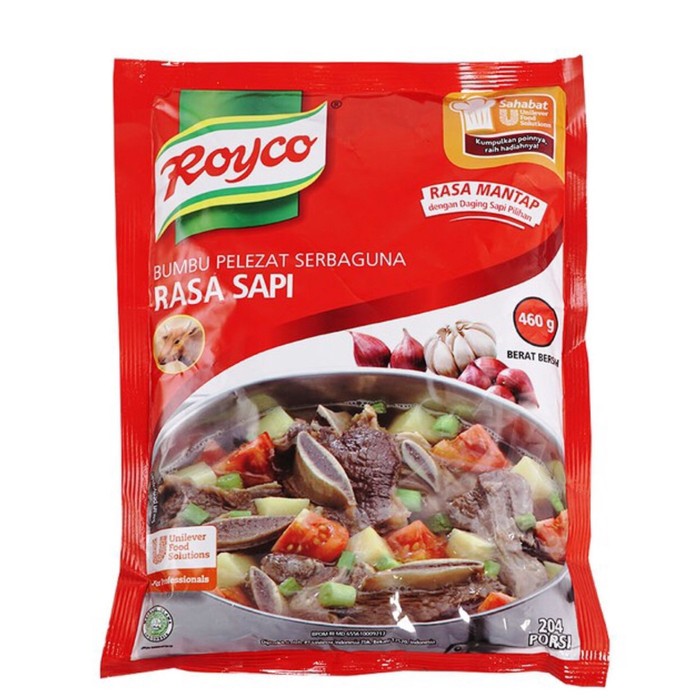 Royco
®
Sahabat
Unilever
Food
Solutions
Kumpulkan poinnya,
raih hadiahnya!
RASA MANTAP
dengan Daging Sapi Pilihan
BUMBU PELEZAT SERBAGUNA
RASA SAPI
460 g
BERAT BERSIH
Unilever
Food
Solutions
Professionals
204
PORSI